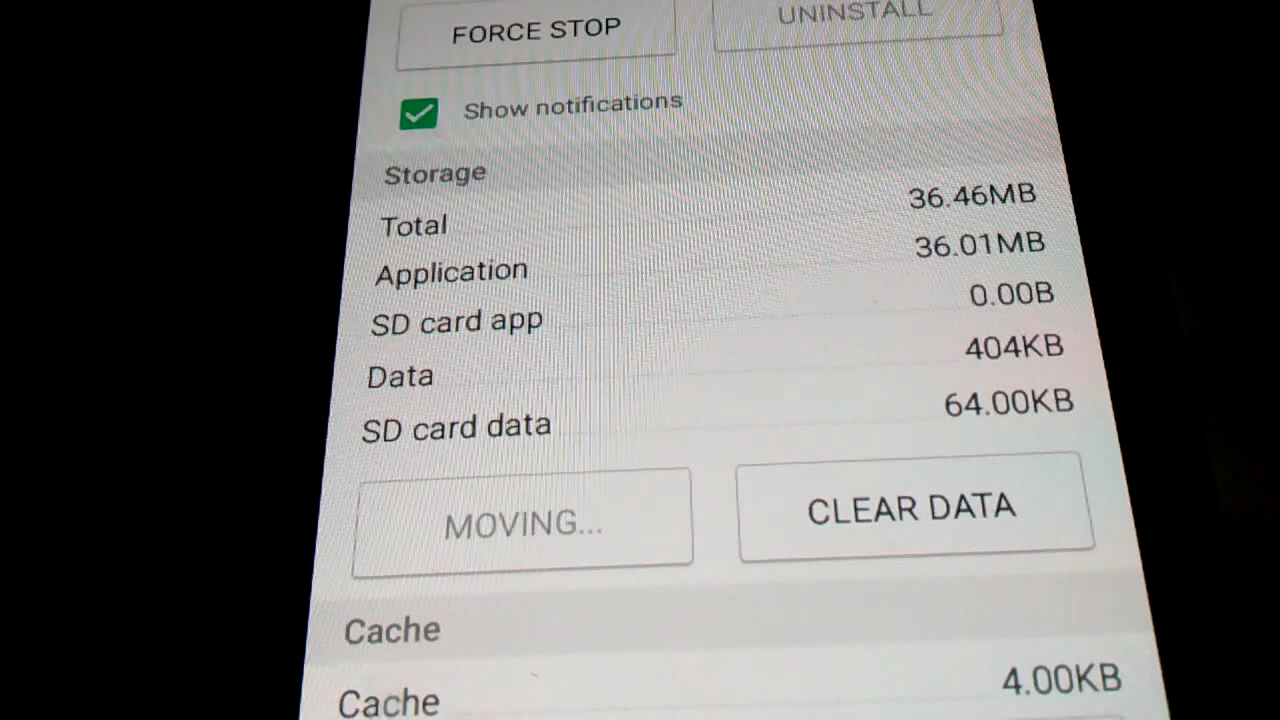 FORCE STOP UNINSTALL
Show notifications
Storage
Total 36.46MB
Application 36.01MB
SD card app 0.00B
Data 404KB
SD card data 64.00KB
MOVING... CLEAR DATA
Cache
Cache 4.00KB